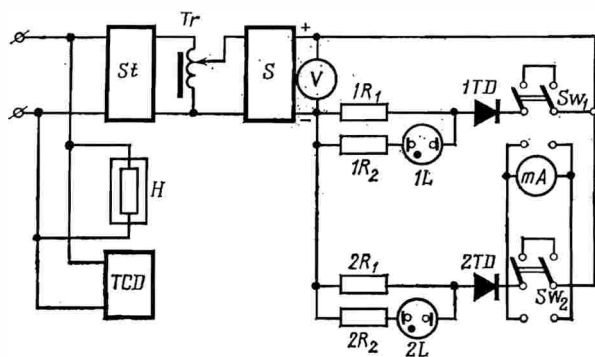 Tr
St
S
+
V
−
1R₁
1TD
Sw₁
1R₂
1L
mA
H
TCD
2R₁
2TD
Sw₂
2R₂
2L